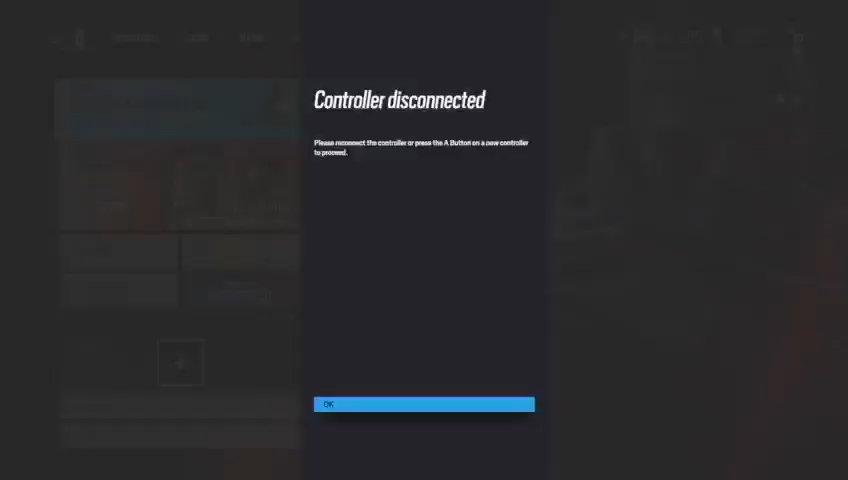 Controller disconnected
Please reconnect the controller or press the A Button on a new controller
to proceed.
OK